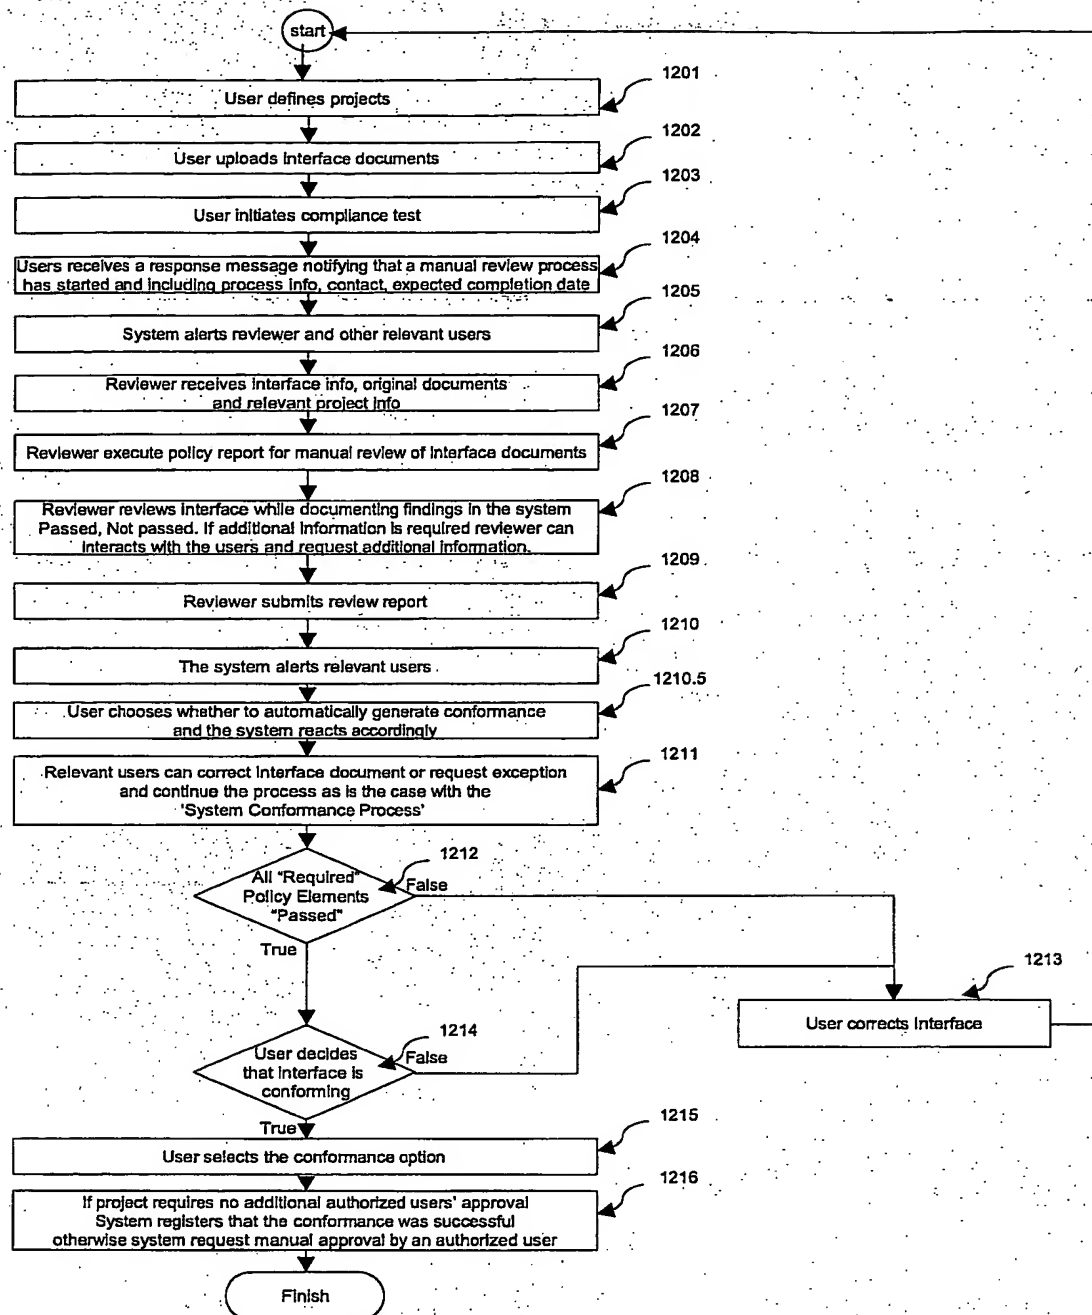 start
1201
User defines projects
1202
User uploads Interface documents
1203
User initiates compliance test
1204
Users receives a response message notifying that a manual review process
has started and including process info, contact, expected completion date
1205
System alerts reviewer and other relevant users
1206
Reviewer receives Interface info, original documents
and relevant project info
1207
Reviewer execute policy report for manual review of Interface documents
1208
Reviewer reviews interface while documenting findings in the system
Passed, Not passed. If additional information is required reviewer can
interacts with the users and request additional information.
1209
Reviewer submits review report
1210
The system alerts relevant users
1210.5
User chooses whether to automatically generate conformance
and the system reacts accordingly
1211
Relevant users can correct Interface document or request exception
and continue the process as is the case with the
'System Conformance Process'
1212
All "Required"
Policy Elements
"Passed"
False
True
1213
User corrects Interface
1214
User decides
that Interface is
conforming
False
True
1215
User selects the conformance option
1216
If project requires no additional authorized users' approval
System registers that the conformance was successful
otherwise system request manual approval by an authorized user
Finish